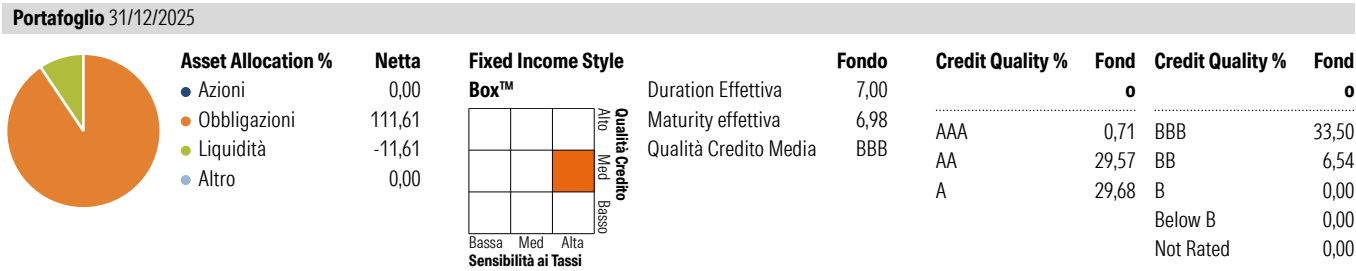 Portafoglio 31/12/2025
Asset Allocation % Netta
Azioni 0,00
Obbligazioni 111,61
Liquidità -11,61
Altro 0,00
Fixed Income Style
Box™
Alto
Med
Basso
Qualità Credito
Bassa Med Alta
Sensibilità ai Tassi
Fondo
Duration Effettiva 7,00
Maturity effettiva 6,98
Qualità Credito Media BBB
Credit Quality % Fond
o
AAA 0,71
AA 29,57
A 29,68
Credit Quality % Fond
o
BBB 33,50
BB 6,54
B 0,00
Below B 0,00
Not Rated 0,00